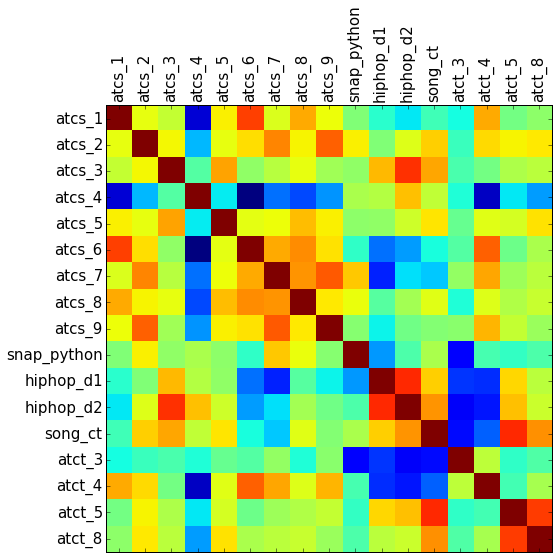 atcs_1
atcs_2
atcs_3
atcs_4
atcs_5
atcs_6
atcs_7
atcs_8
atcs_9
snap_python
hiphop_d1
hiphop_d2
song_ct
atct_3
atct_4
atct_5
atct_8
atcs_1
atcs_2
atcs_3
atcs_4
atcs_5
atcs_6
atcs_7
atcs_8
atcs_9
snap_python
hiphop_d1
hiphop_d2
song_ct
atct_3
atct_4
atct_5
atct_8